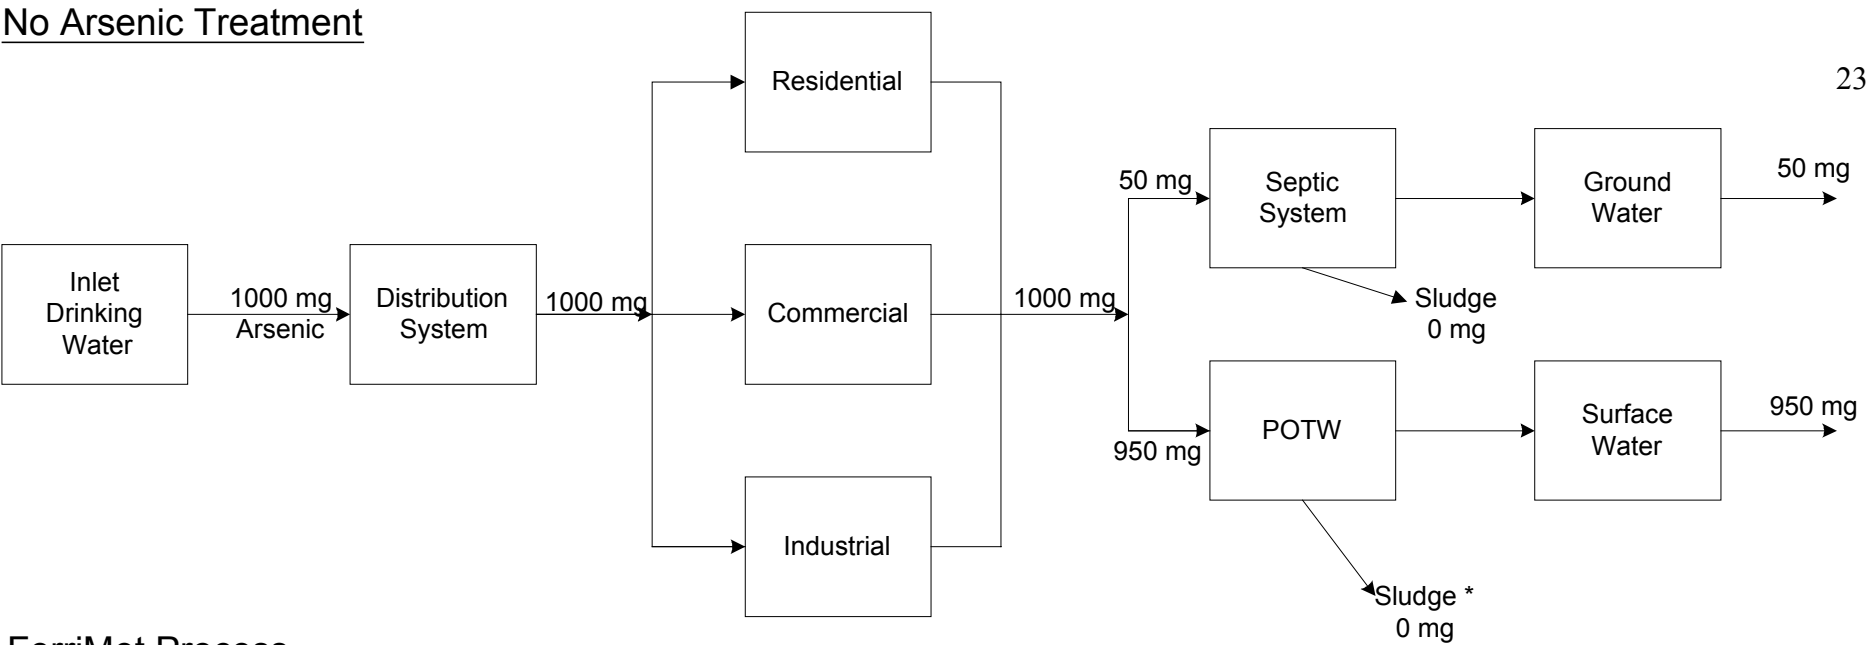 No Arsenic Treatment
23
Residential
50 mg
Septic
System
Ground
Water
50 mg
Inlet
Drinking
Water
1000 mg
Arsenic
Distribution
System
1000 mg
Commercial
1000 mg
Sludge
0 mg
950 mg
POTW
Surface
Water
950 mg
Industrial
Sludge *
0 mg
FerriMet Process